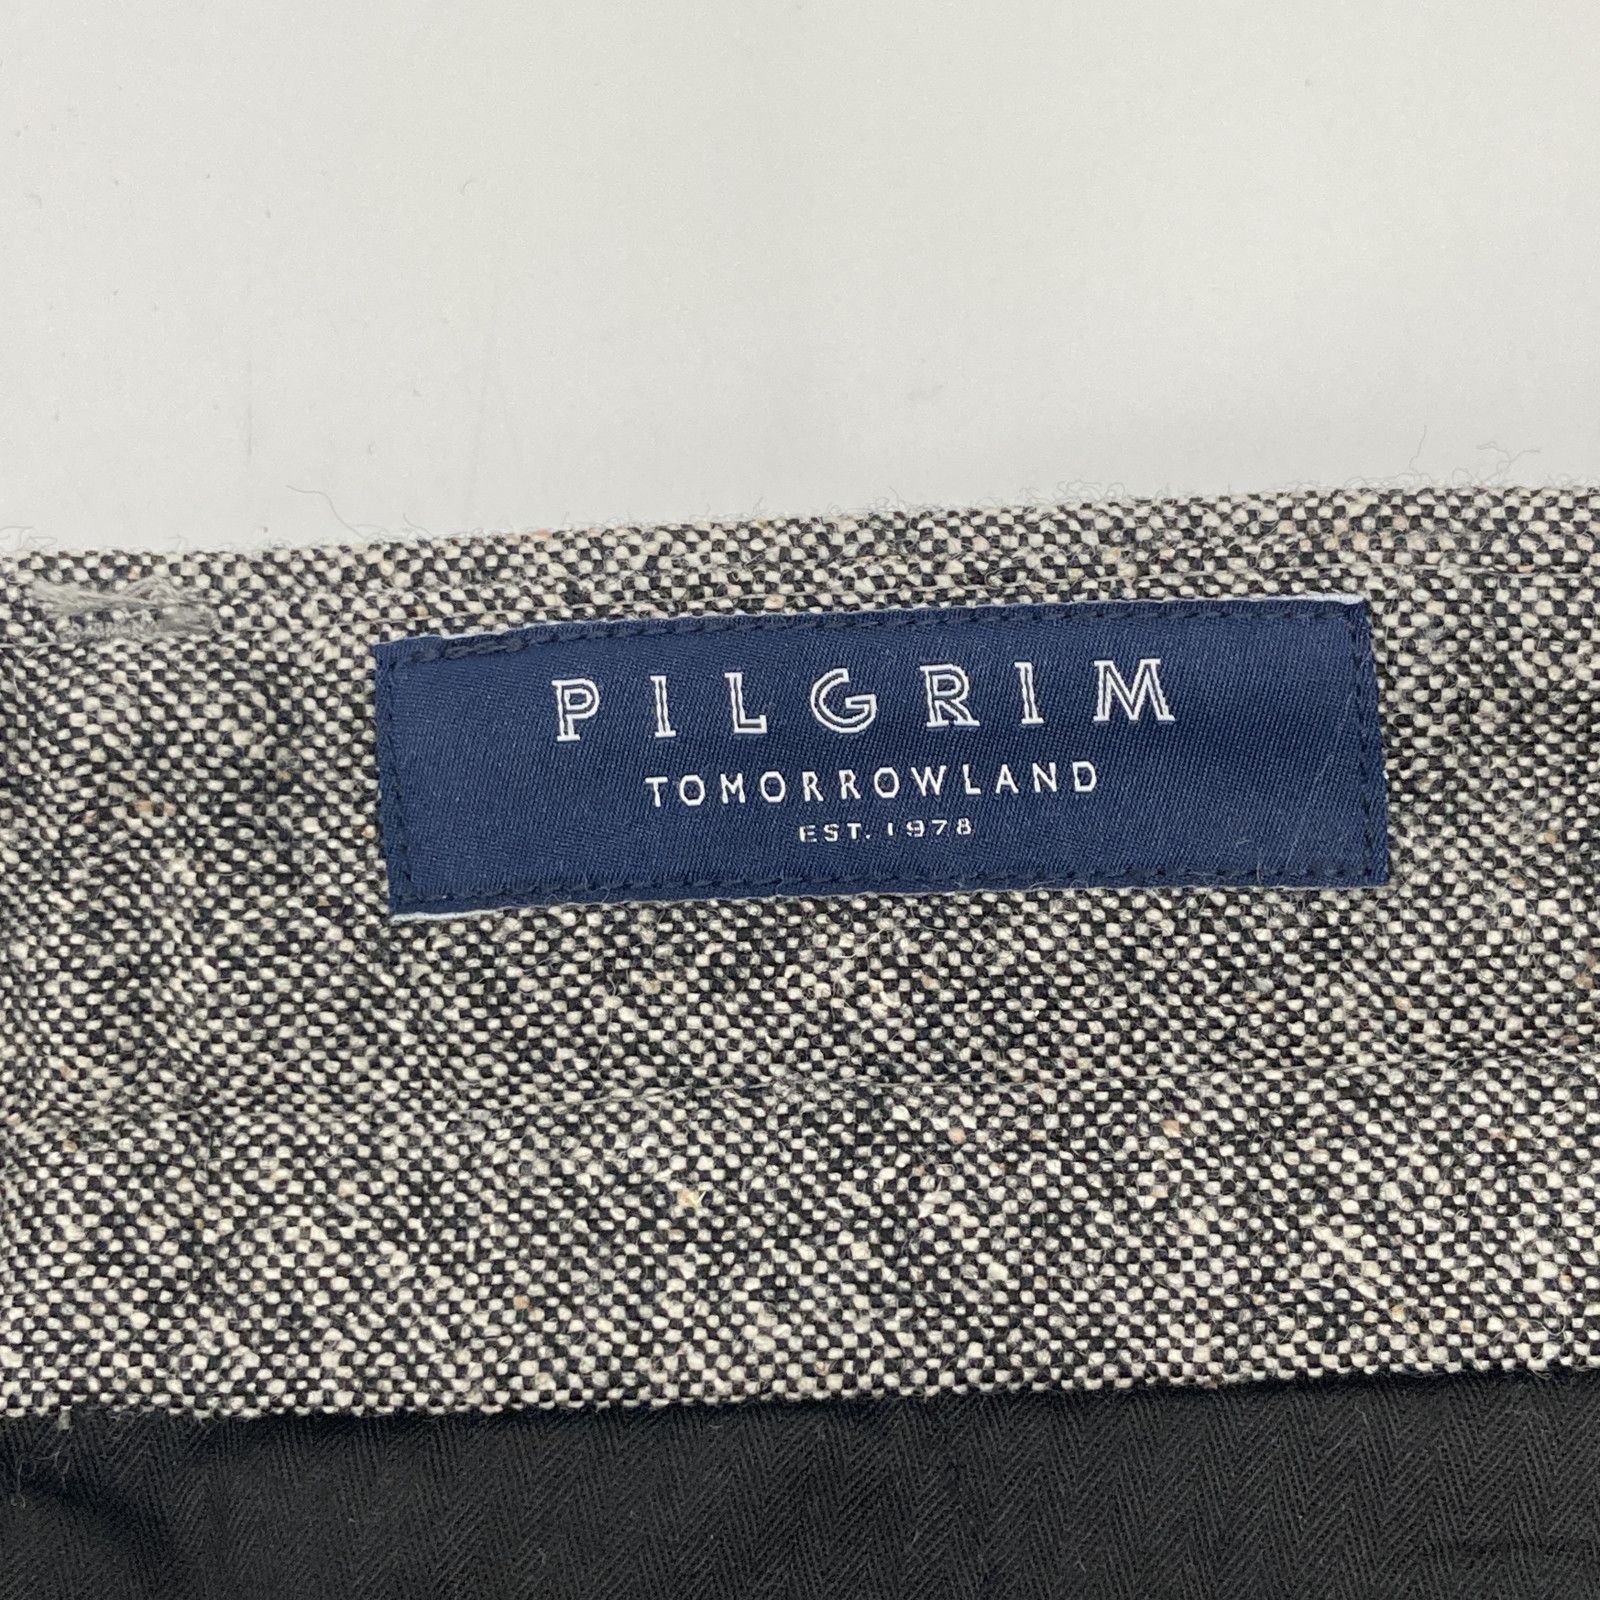 PILGRIM
TOMORROWLAND
EST. 1978